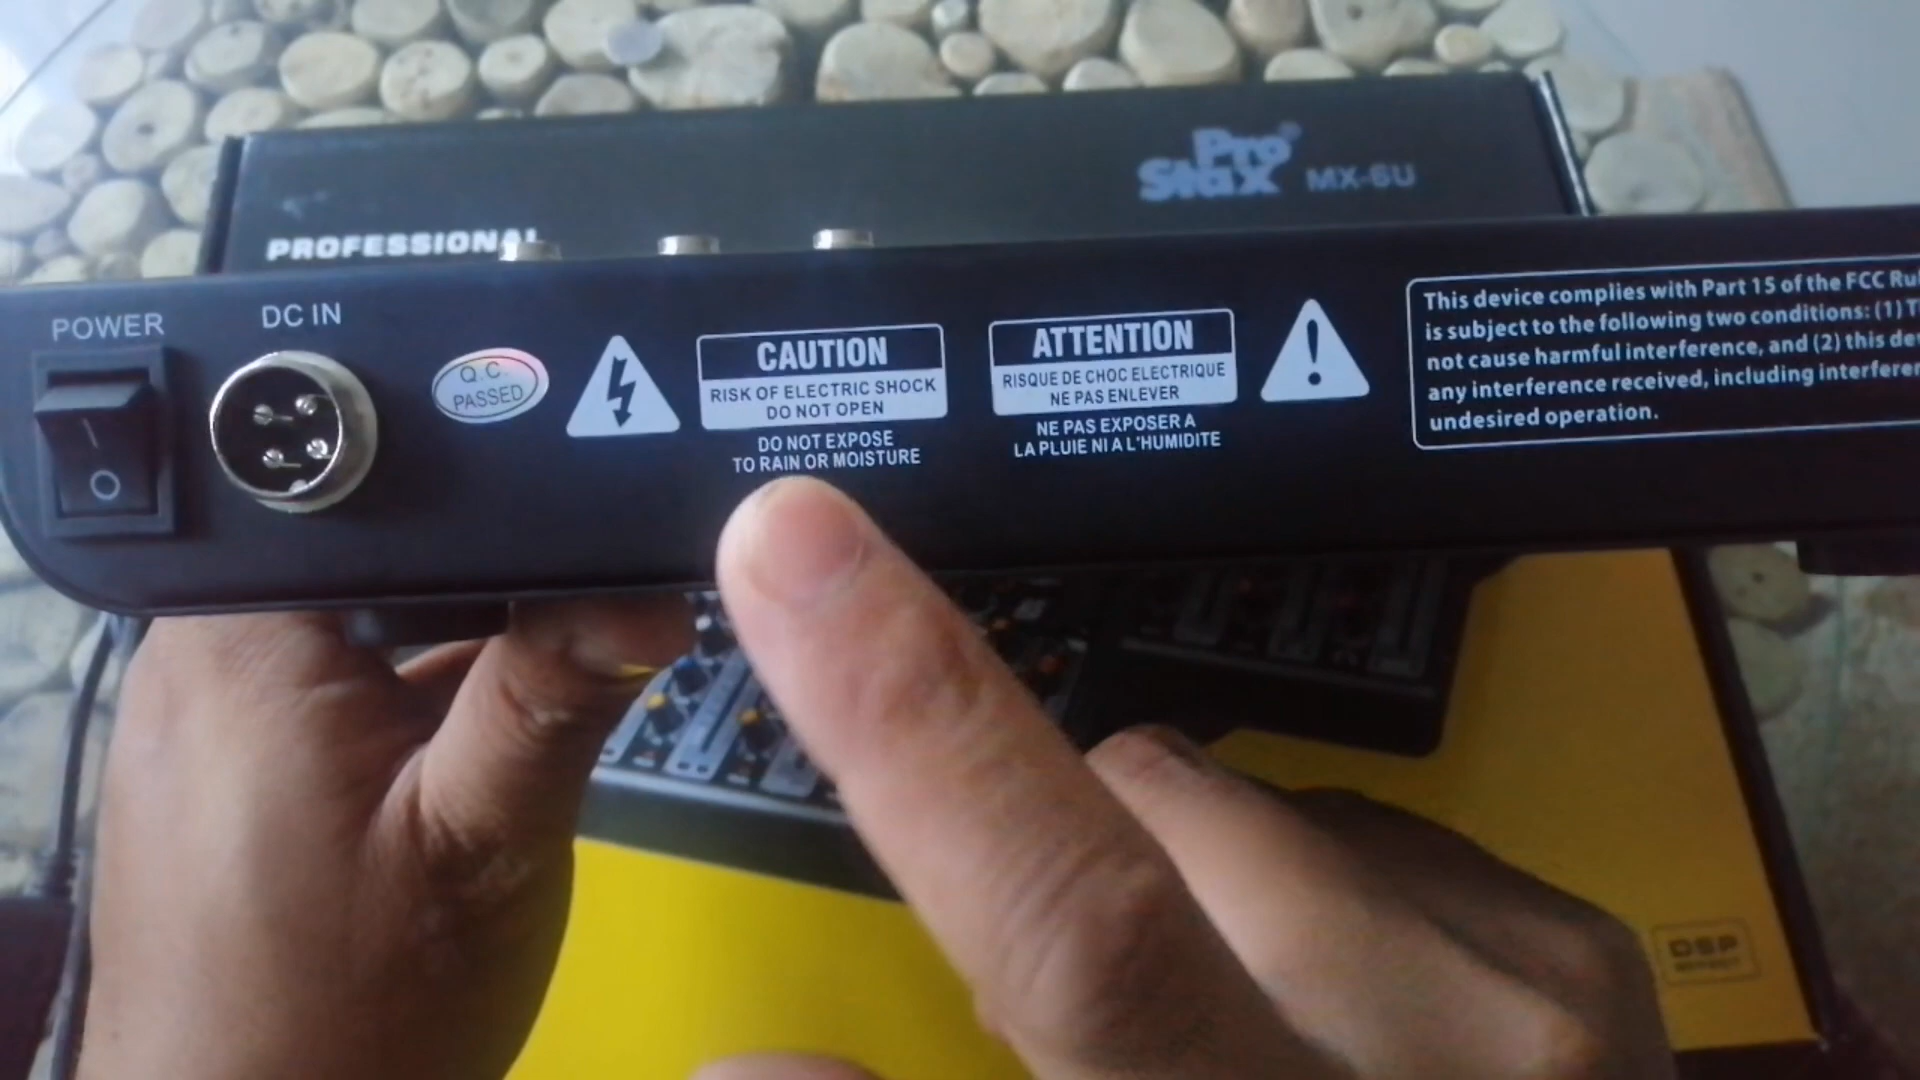 Pro
Stax MX-6U
PROFESSIONAL
POWER
DC IN
Q.C.
PASSED
CAUTION
RISK OF ELECTRIC SHOCK
DO NOT OPEN
DO NOT EXPOSE
TO RAIN OR MOISTURE
ATTENTION
RISQUE DE CHOC ELECTRIQUE
NE PAS ENLEVER
NE PAS EXPOSER A
LA PLUIE NI A L'HUMIDITE
This device complies with Part 15 of the FCC
is subject to the following two conditions: (1)
not cause harmful interference, and (2) this
any interference received, including
undesired operation.
DSP